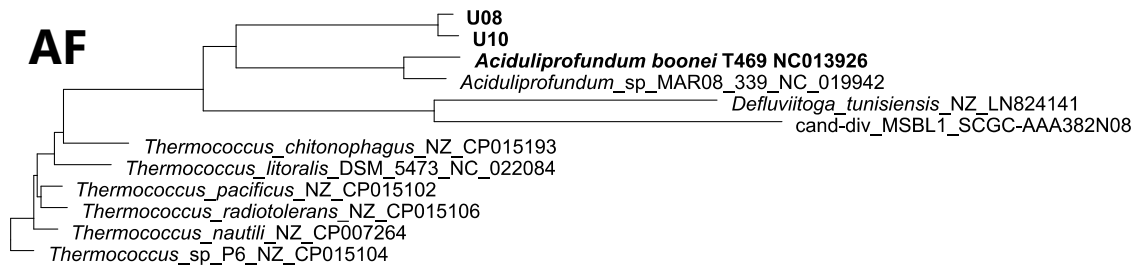 AF
U08
U10
Aciduliprofundum boonei T469 NC013926
Aciduliprofundum_sp_MAR08_339_NC_019942
Defluviitoga_tunisiensis_NZ_LN824141
cand-div_MSBL1_SCGC-AAA382N08
Thermococcus_chitonophagus_NZ_CP015193
Thermococcus_litoralis_DSM_5473_NC_022084
Thermococcus_pacificus_NZ_CP015102
Thermococcus_radiotolerans_NZ_CP015106
Thermococcus_nautili_NZ_CP007264
Thermococcus_sp_P6_NZ_CP015104